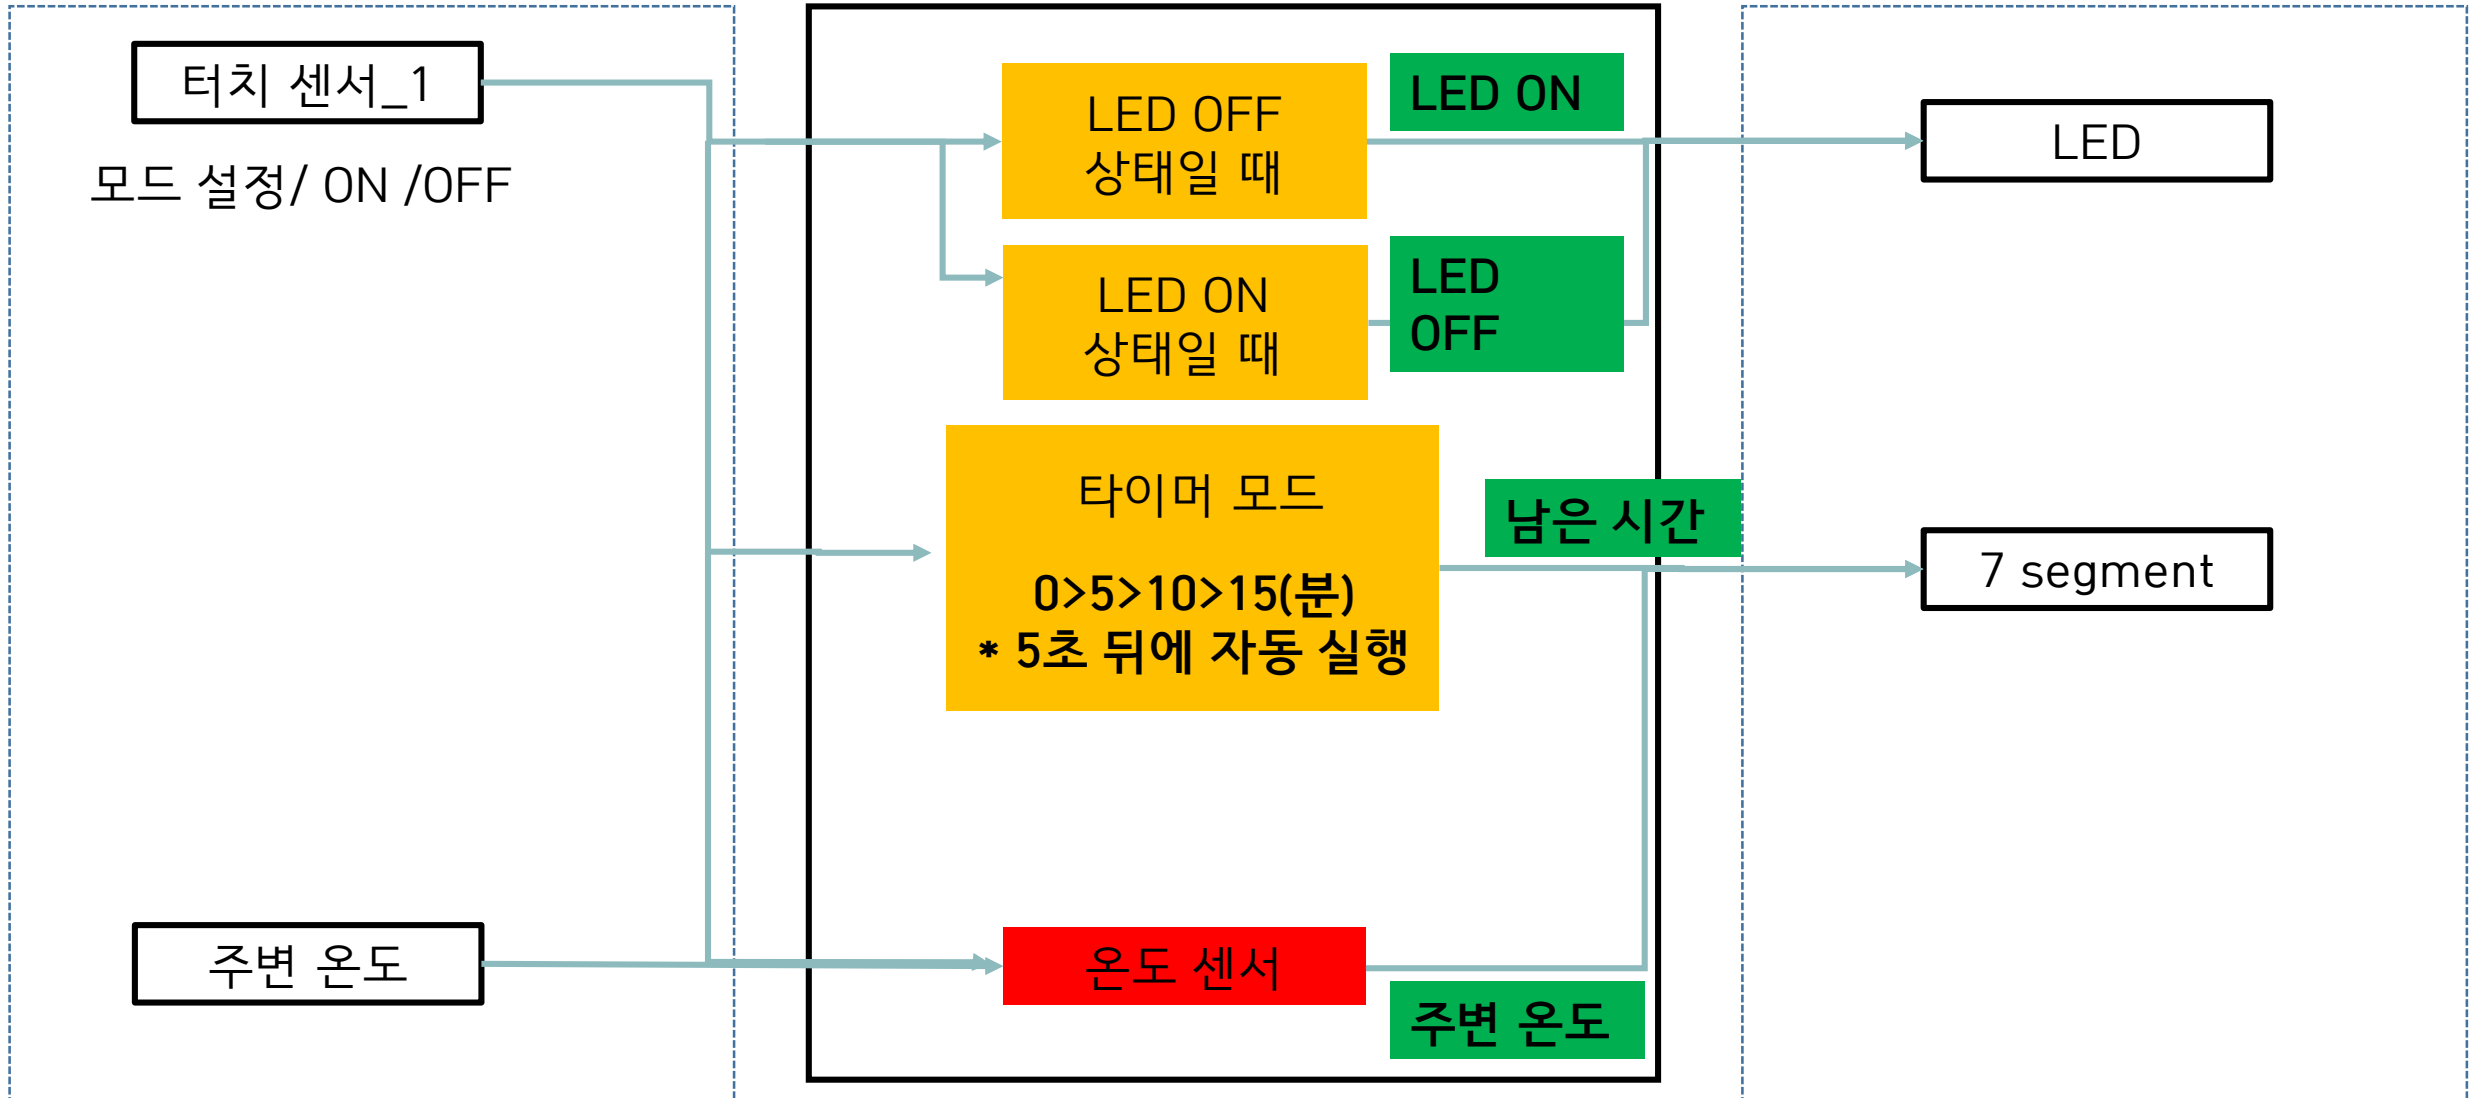 터치 센서_1
모드 설정/ ON /OFF
주변 온도
LED OFF
상태일 때
LED ON
LED ON
상태일 때
LED
OFF
타이머 모드
0>5>10>15(분)
* 5초 뒤에 자동 실행
남은 시간
온도 센서
주변 온도
LED
7 segment